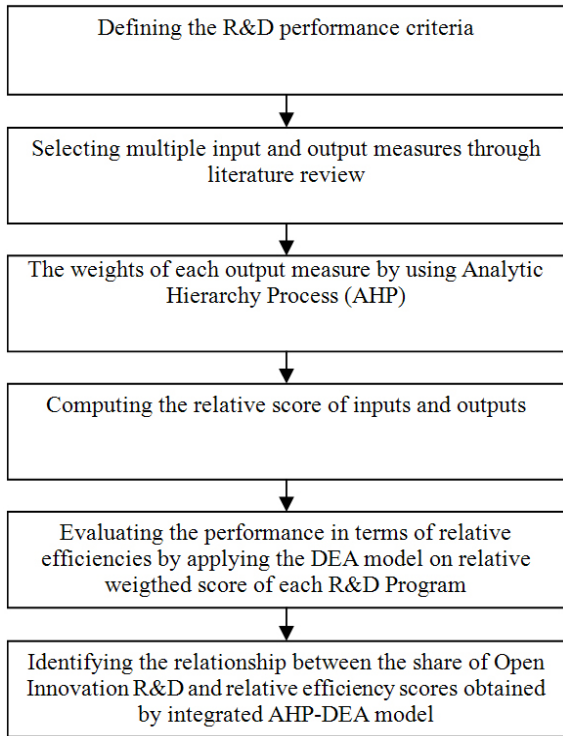 Defining the R&D performance criteria
Selecting multiple input and output measures through
literature review
The weights of each output measure by using Analytic
Hierarchy Process (AHP)
Computing the relative score of inputs and outputs
Evaluating the performance in terms of relative
efficiencies by applying the DEA model on relative
weigthed score of each R&D Program
Identifying the relationship between the share of Open
Innovation R&D and relative efficiency scores obtained
by integrated AHP-DEA model